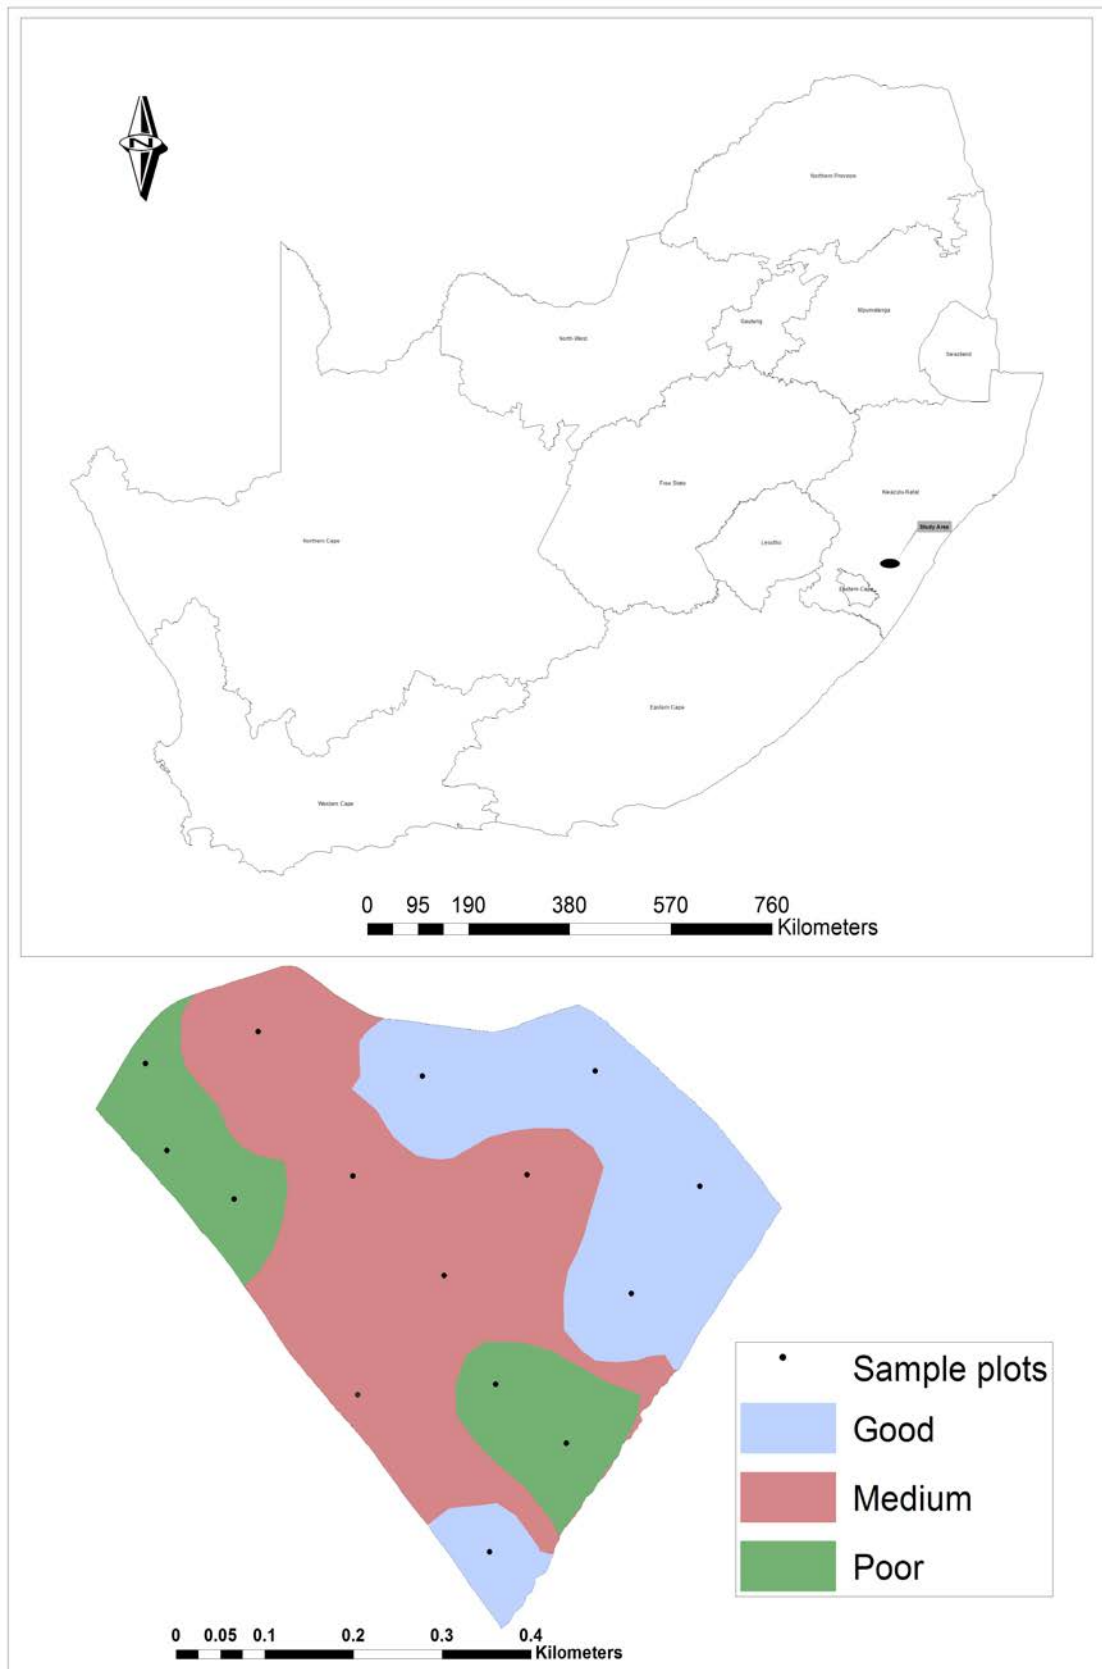 N
Northern Province
Mpumalanga
Gauteng
North West
Swaziland
Free State
Kwazulu-Natal
Study Area
Lesotho
Northern Cape
Eastern Cape
Eastern Cape
Western Cape
0 95 190 380 570 760
Kilometers
Sample plots
Good
Medium
Poor
0 0.05 0.1 0.2 0.3 0.4
Kilometers